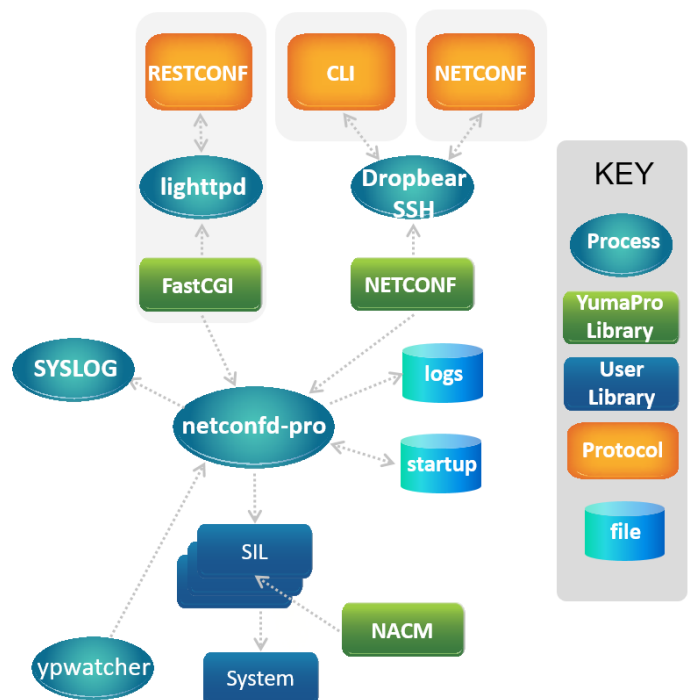 RESTCONF
CLI
NETCONF
lighttpd
Dropbear
SSH
FastCGI
NETCONF
SYSLOG
netconfd-pro
logs
startup
SIL
NACM
ypwatcher
System
KEY
Process
YumaPro
Library
User
Library
Protocol
file